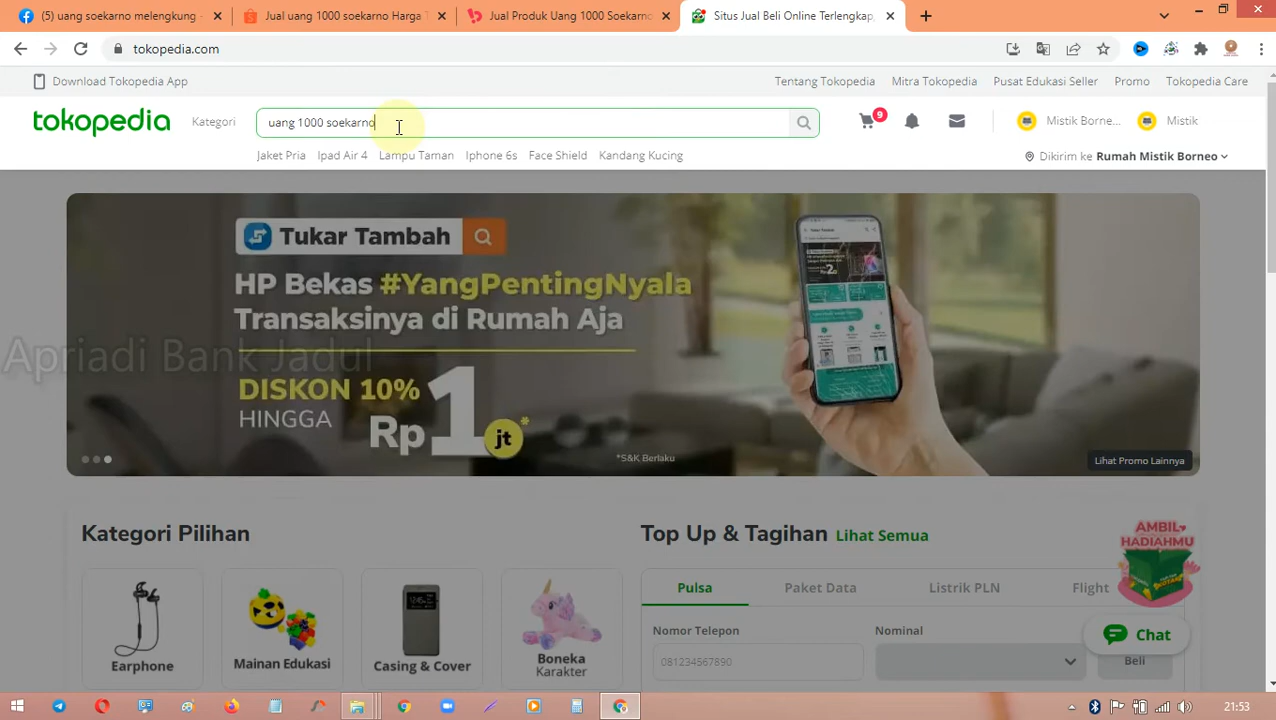 (5) uang soekarno melengkung -
Jual uang 1000 soekarno Harga T
Jual Produk Uang 1000 Soekarno
Situs Jual Beli Online Terlengkap,
tokopedia.com
Download Tokopedia App
Tentang Tokopedia
Mitra Tokopedia
Pusat Edukasi Seller
Promo
Tokopedia Care
tokopedia
Kategori
uang 1000 soekarno
9
Mistik Borne...
Mistik
Jaket Pria
Ipad Air 4
Lampu Taman
Iphone 6s
Face Shield
Kandang Kucing
Dikirim ke Rumah Mistik Borneo
Tukar Tambah
HP Bekas #YangPentingNyala
Transaksinya di Rumah Aja
Apriadi Bank Jadul
DISKON 10%
HINGGA
Rp1 jt*
*S&K Berlaku
Lihat Promo Lainnya
Kategori Pilihan
Top Up & Tagihan
Lihat Semua
AMBIL
HADIAHMU
Pulsa
Paket Data
Listrik PLN
Flight
Nomor Telepon
Nominal
081234567890
Beli
Chat
Earphone
Mainan Edukasi
Casing & Cover
Boneka
Karakter
21:53